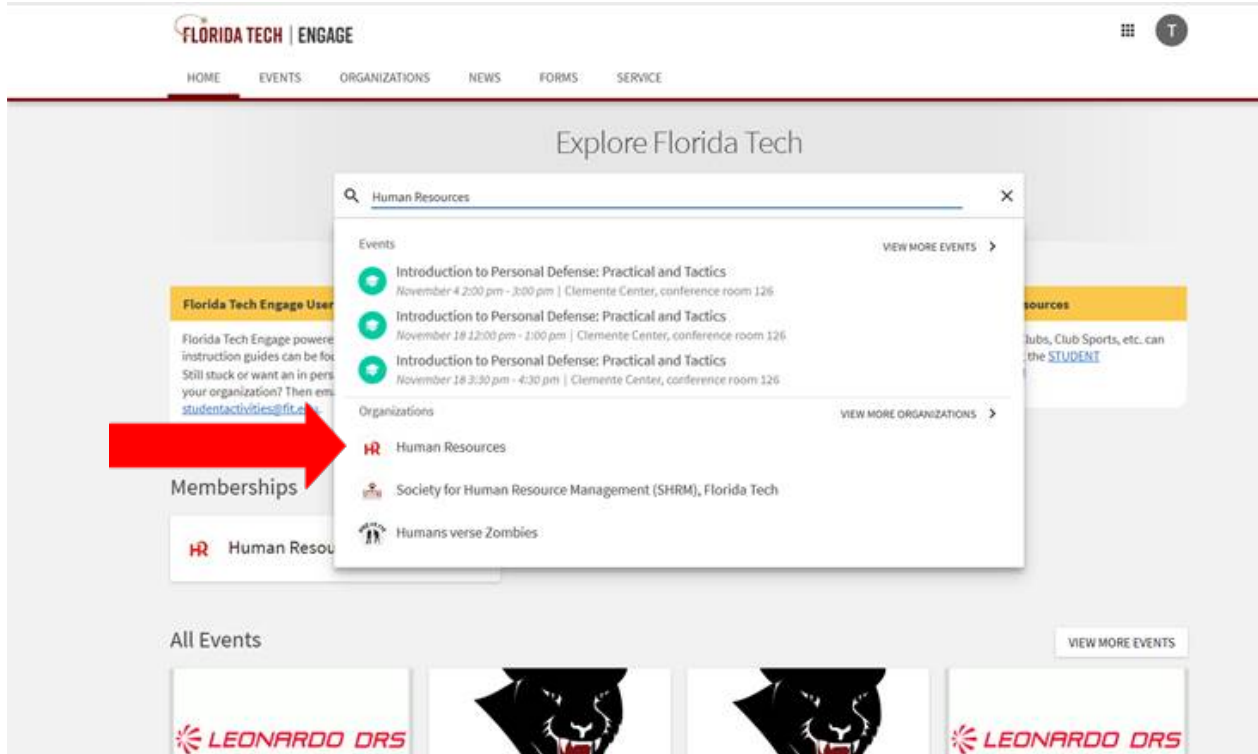 FLORIDA TECH | ENGAGE
T
HOME EVENTS ORGANIZATIONS NEWS FORMS SERVICE
Explore Florida Tech
Human Resources
Events VIEW MORE EVENTS
Introduction to Personal Defense: Practical and Tactics
November 4 2:00 pm - 3:00 pm | Clemente Center, conference room 126
Introduction to Personal Defense: Practical and Tactics
November 18 12:00 pm - 1:00 pm | Clemente Center, conference room 126
Introduction to Personal Defense: Practical and Tactics
November 18 3:30 pm - 4:30 pm | Clemente Center, conference room 126
Organizations VIEW MORE ORGANIZATIONS
HR Human Resources
Society for Human Resource Management (SHRM), Florida Tech
Humans verse Zombies
Florida Tech Engage User
Florida Tech Engage powere
instruction guides can be fo
Still stuck or want an in pers
your organization? Then em
studentactivities@fit.edu.
sources
lubs, Club Sports, etc. can
the STUDENT
Memberships
HR Human Resou
All Events VIEW MORE EVENTS
LEONARDO DRS
LEONARDO DRS